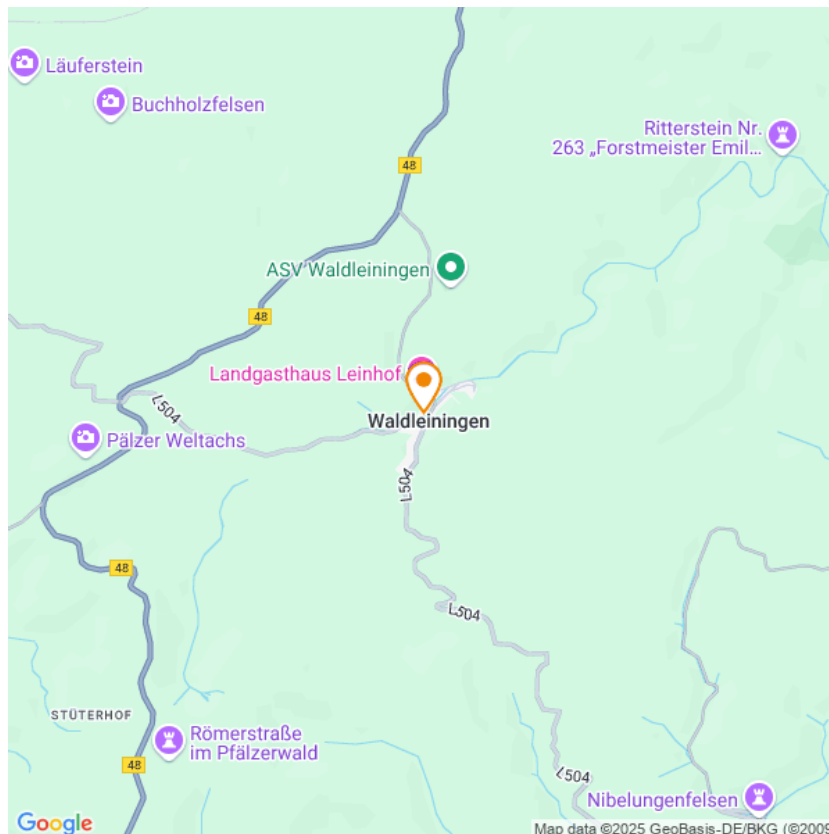 Läuferstein
Buchholzfelsen
Ritterstein Nr.
263 „Forstmeister Emil...
48
ASV Waldleiningen
48
Landgasthaus Leinhof
L504
Waldleiningen
Pälzer Weltachs
L504
48
L504
STÜTERHOF
Römerstraße
im Pfälzerwald
48
L504
Nibelungenfelsen
Google
Map data ©2025 GeoBasis-DE/BKG (©2009